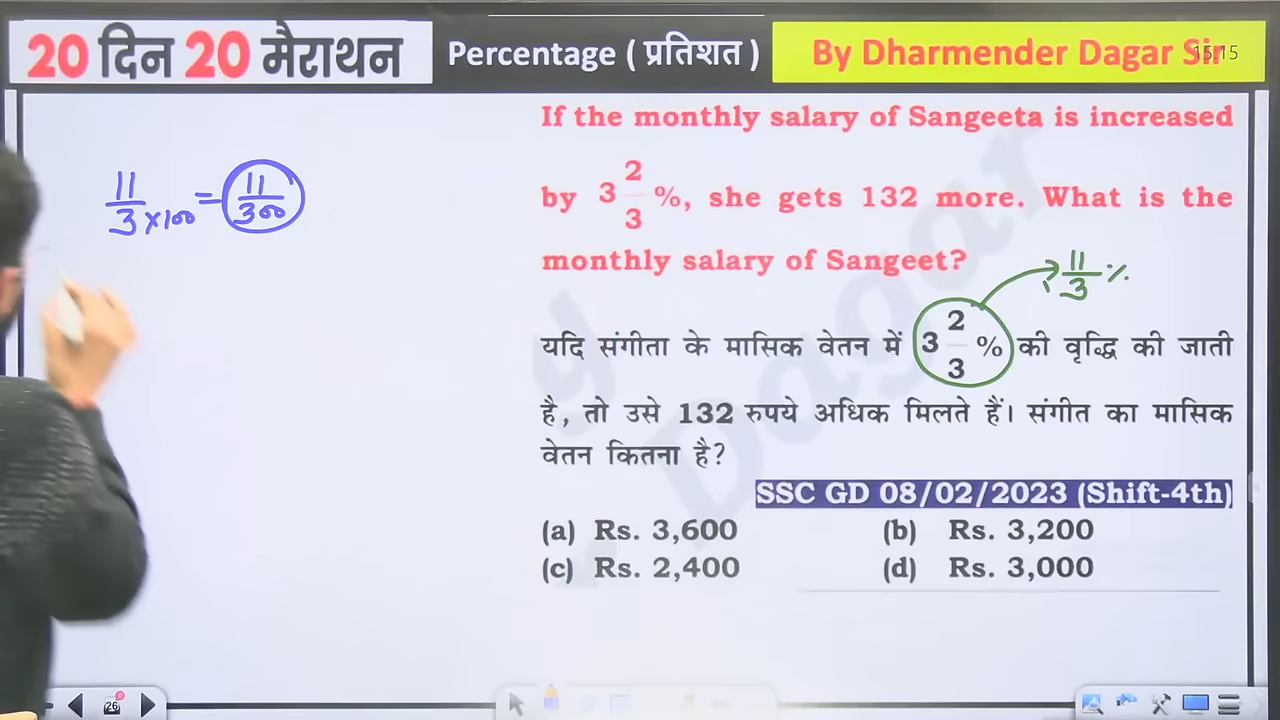 20 दिन 20 मैराथन
Percentage ( प्रतिशत )
By Dharmender Dagar Sir
15:15
If the monthly salary of Sangeeta is increased
by 3 2/3 %, she gets 132 more. What is the
monthly salary of Sangeet?
11/3 %
11/3×100 = 11/300
यदि संगीता के मासिक वेतन में 3 2/3 % की वृद्धि की जाती
है, तो उसे 132 रुपये अधिक मिलते हैं। संगीत का मासिक
वेतन कितना है?
SSC GD 08/02/2023 (Shift-4th)
(a) Rs. 3,600 (b) Rs. 3,200
(c) Rs. 2,400 (d) Rs. 3,000
26